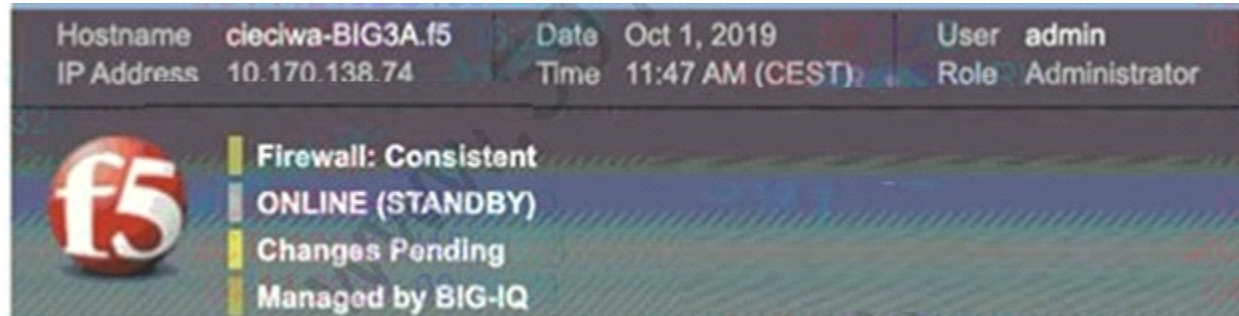 Hostname cieciwa-BIG3A.f5 Date Oct 1, 2019 User admin
IP Address 10.170.138.74 Time 11:47 AM (CEST) Role Administrator
f5
Firewall: Consistent
ONLINE (STANDBY)
Changes Pending
Managed by BIG-IQ